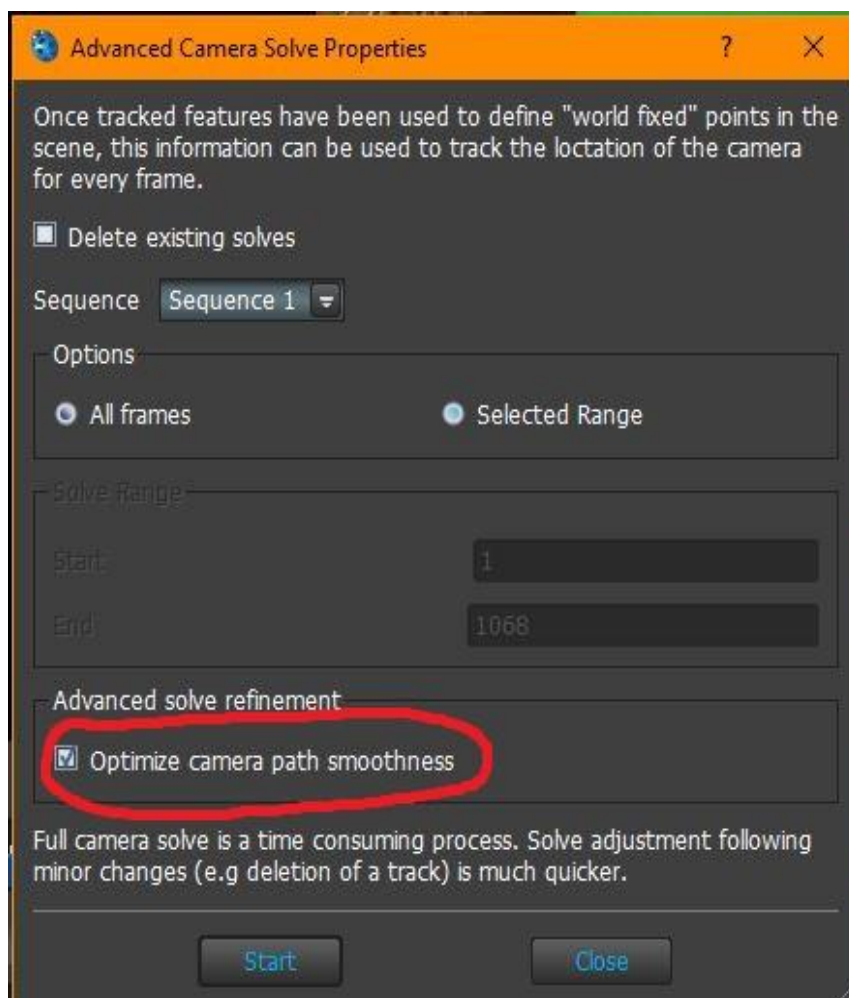 Advanced Camera Solve Properties ?
Once tracked features have been used to define "world fixed" points in the
scene, this information can be used to track the loctation of the camera
for every frame.
Delete existing solves
Sequence Sequence 1
Options
All frames Selected Range
Solve Range
Start 1
End 1068
Advanced solve refinement
Optimize camera path smoothness
Full camera solve is a time consuming process. Solve adjustment following
minor changes (e.g deletion of a track) is much quicker.
Start Close